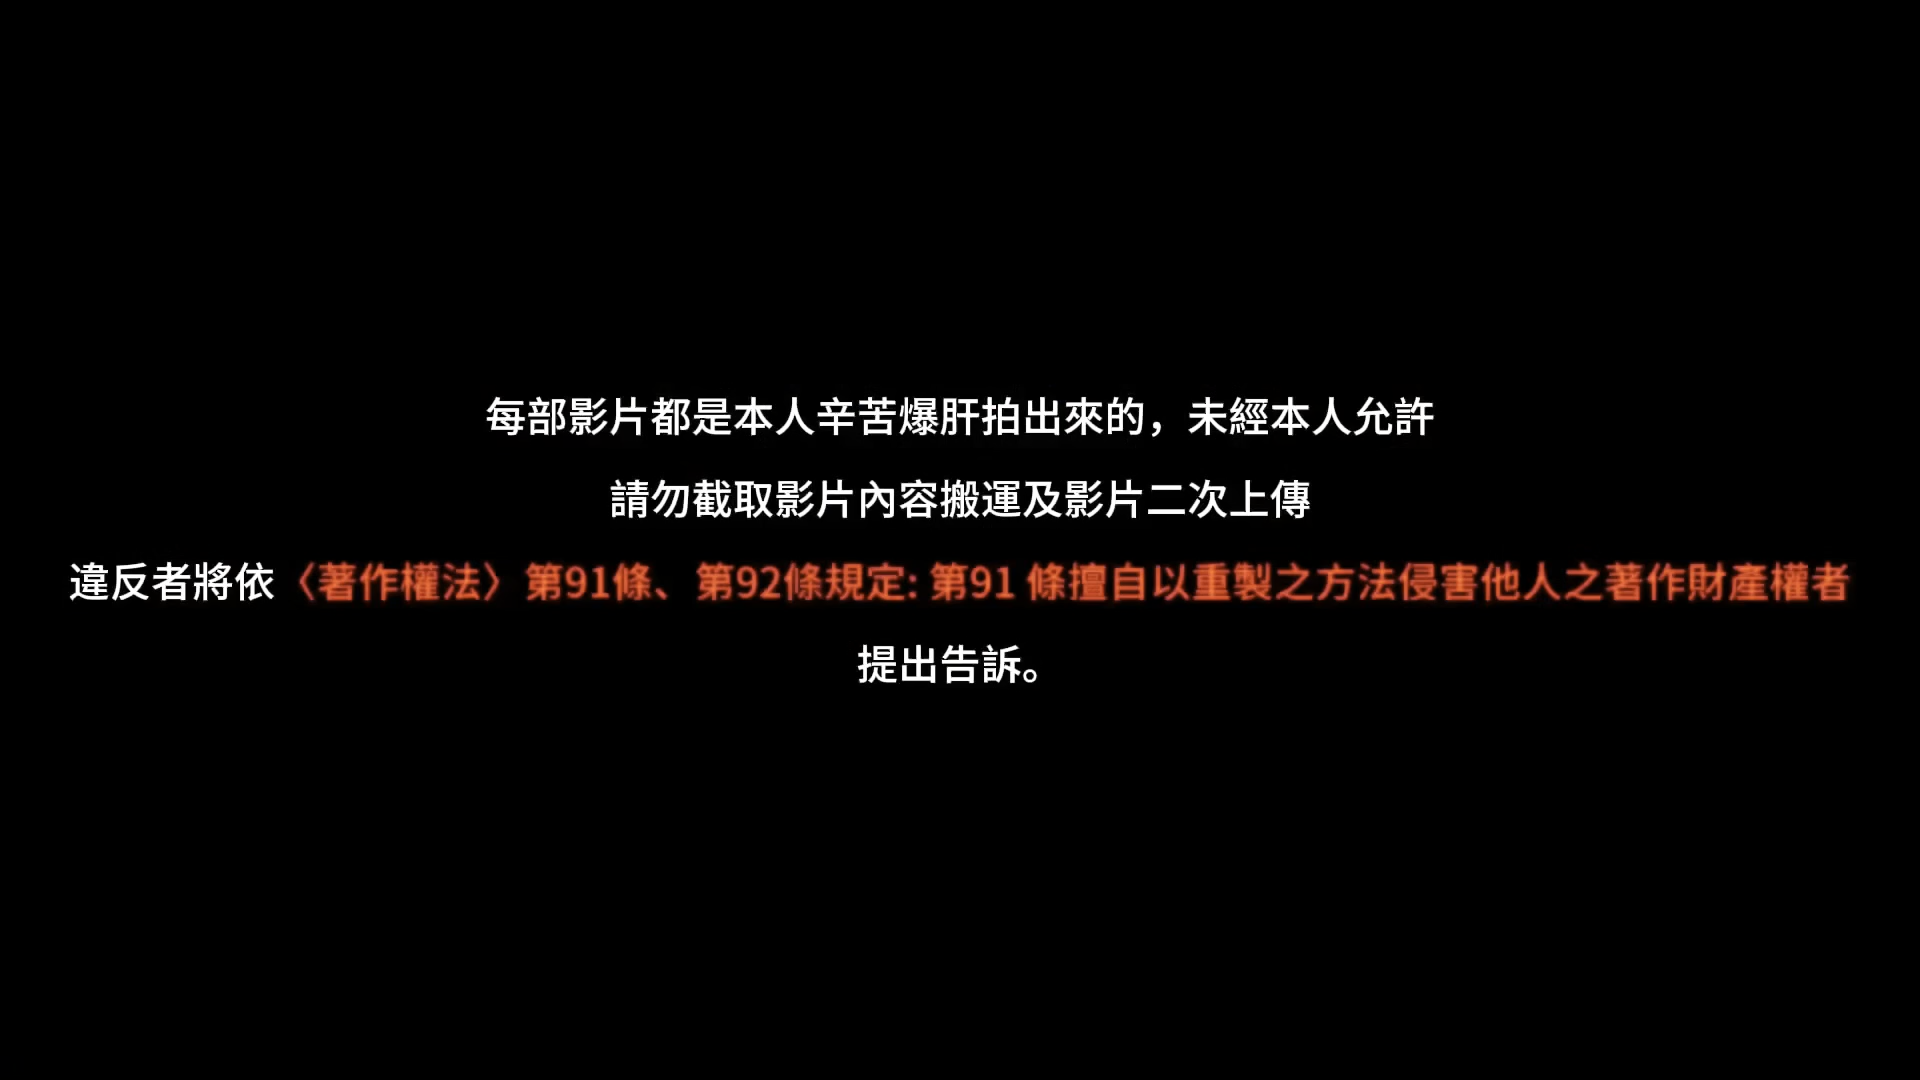 每部影片都是本人辛苦爆肝拍出來的，未經本人允許
請勿截取影片內容搬運及影片二次上傳
違反者將依〈著作權法〉第91條、第92條規定: 第91 條擅自以重製之方法侵害他人之著作財產權者
提出告訴。